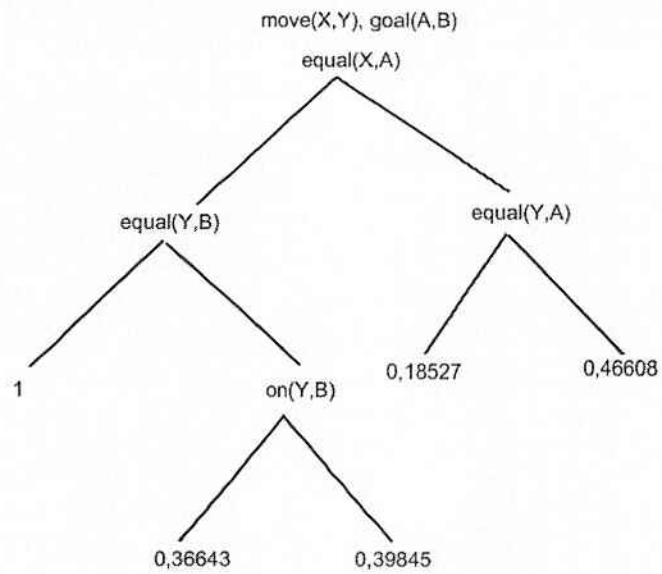 move(X,Y), goal(A,B)
equal(X,A)
equal(Y,B)
equal(Y,A)
1
on(Y,B)
0,18527
0,46608
0,36643
0,39845